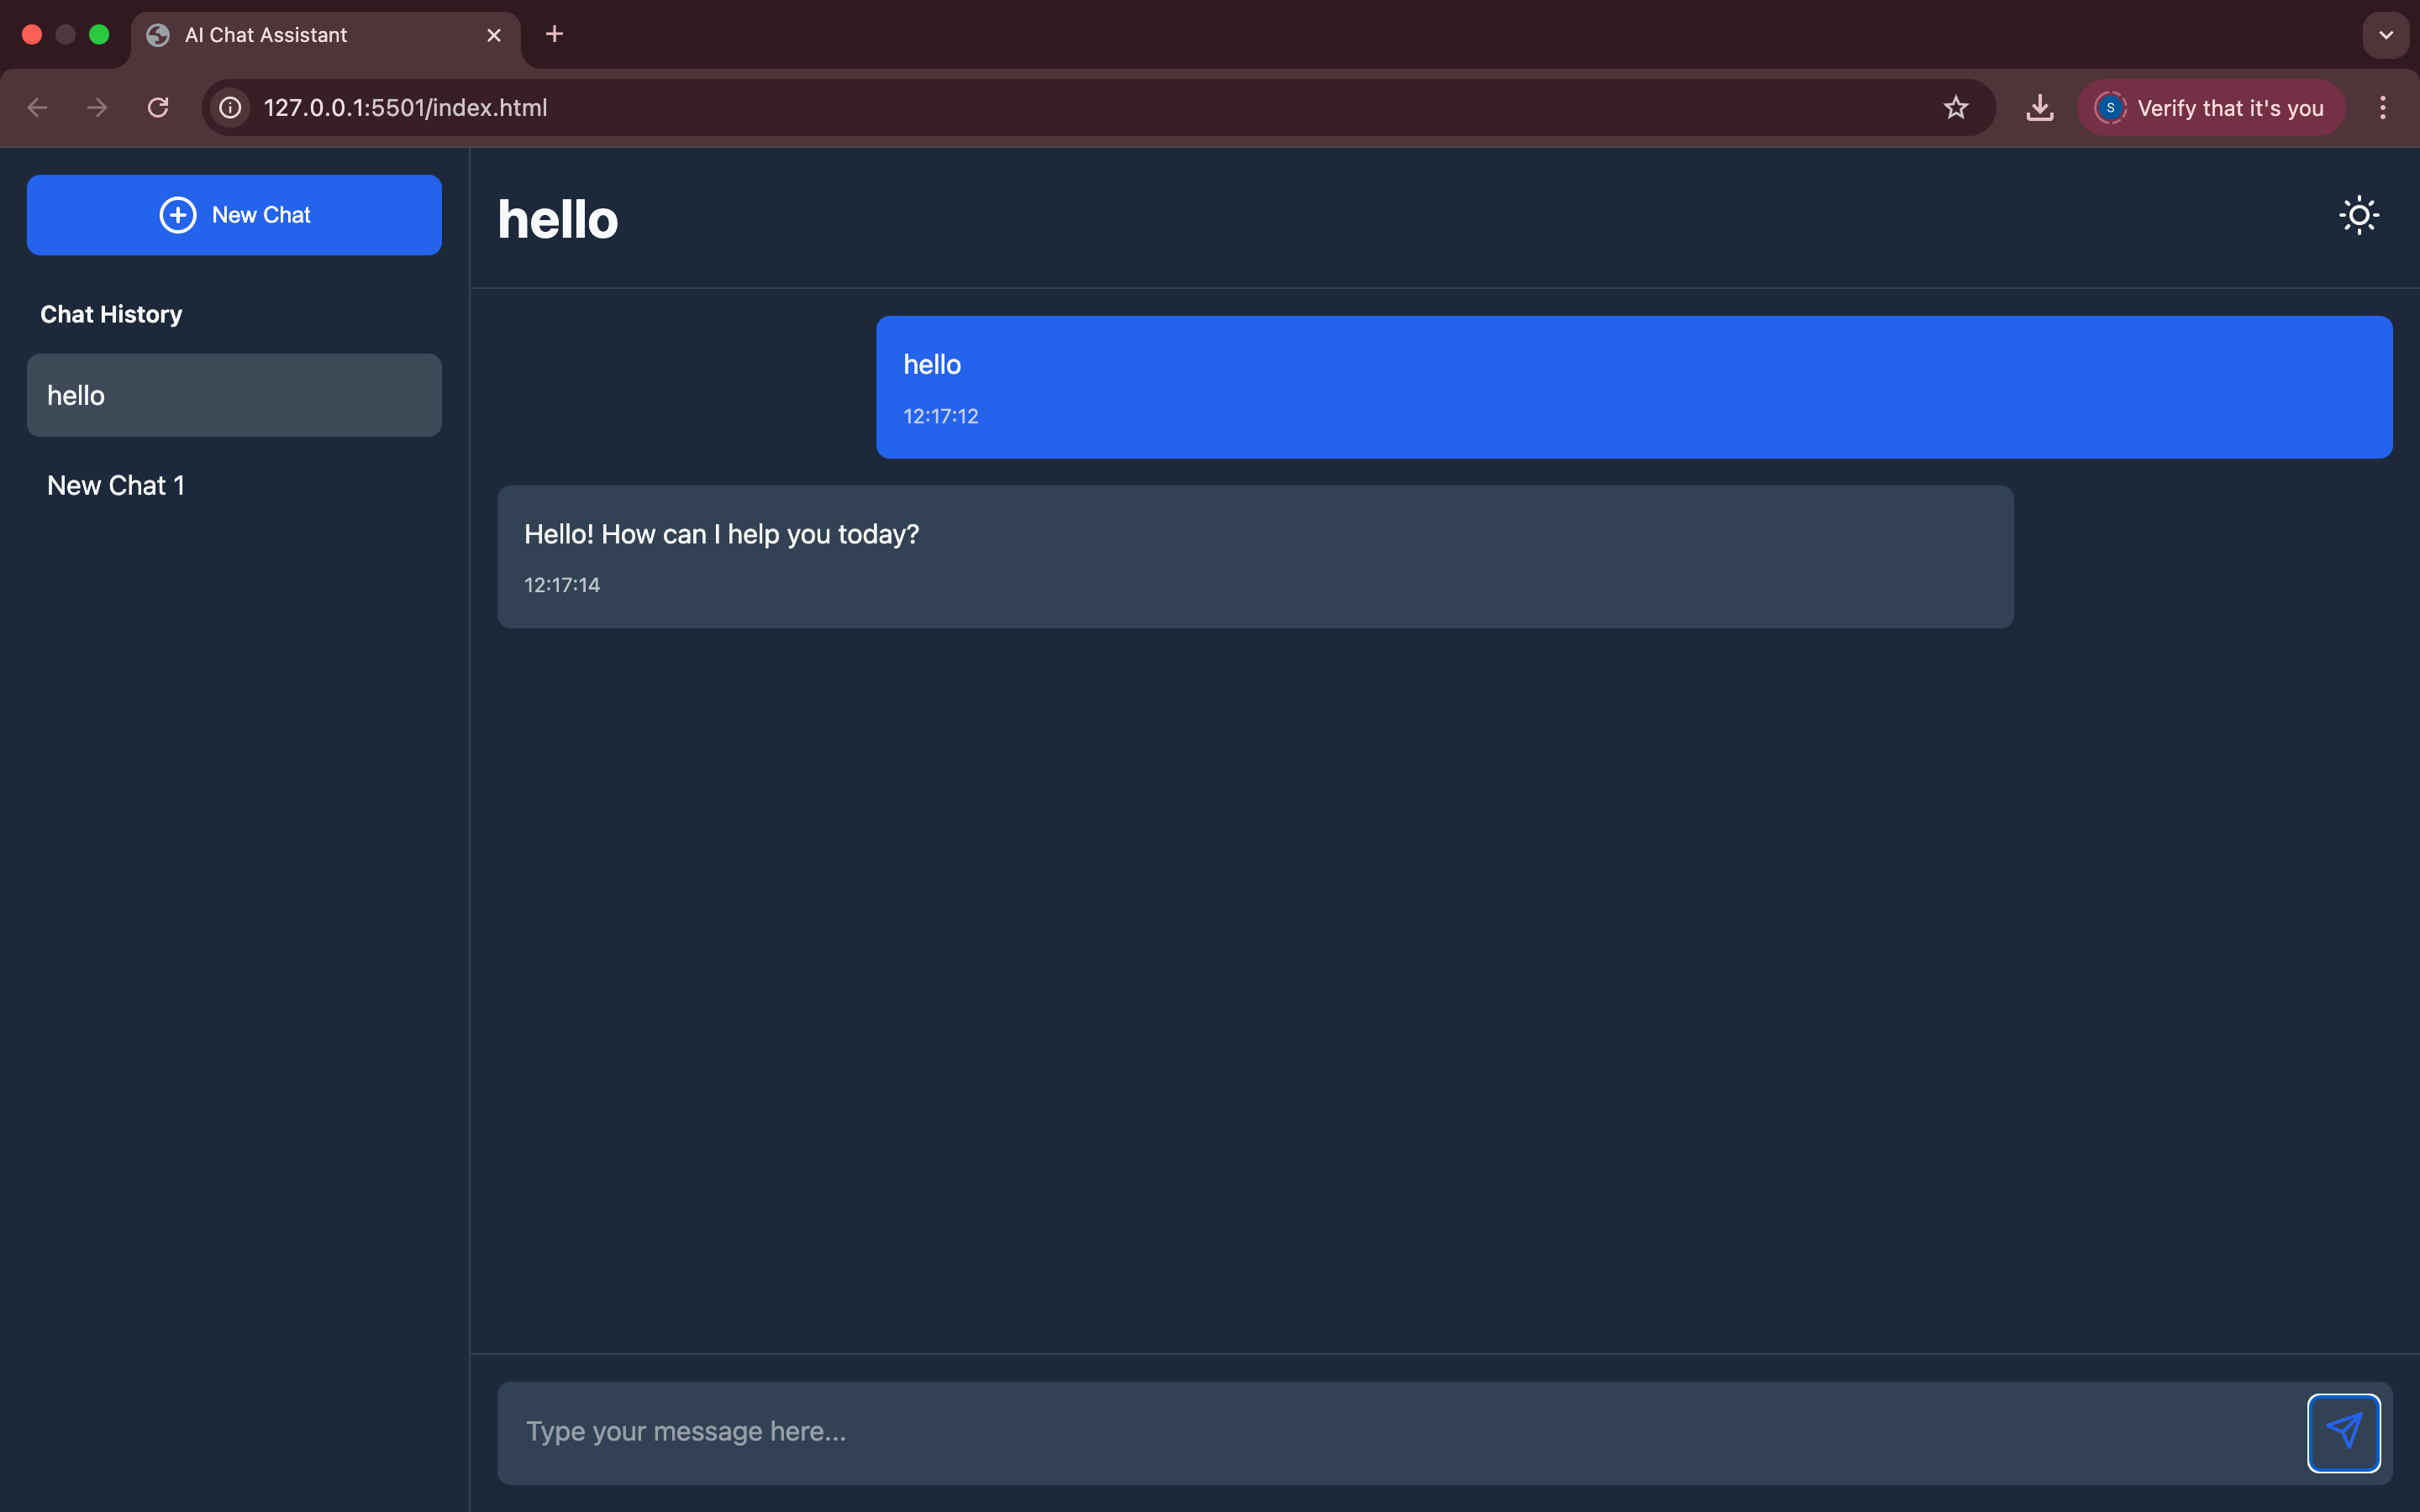 AI Chat Assistant
127.0.0.1:5501/index.html
S
Verify that it's you
New Chat
Chat History
hello
New Chat 1
hello
hello
12:17:12
Hello! How can I help you today?
12:17:14
Type your message here...